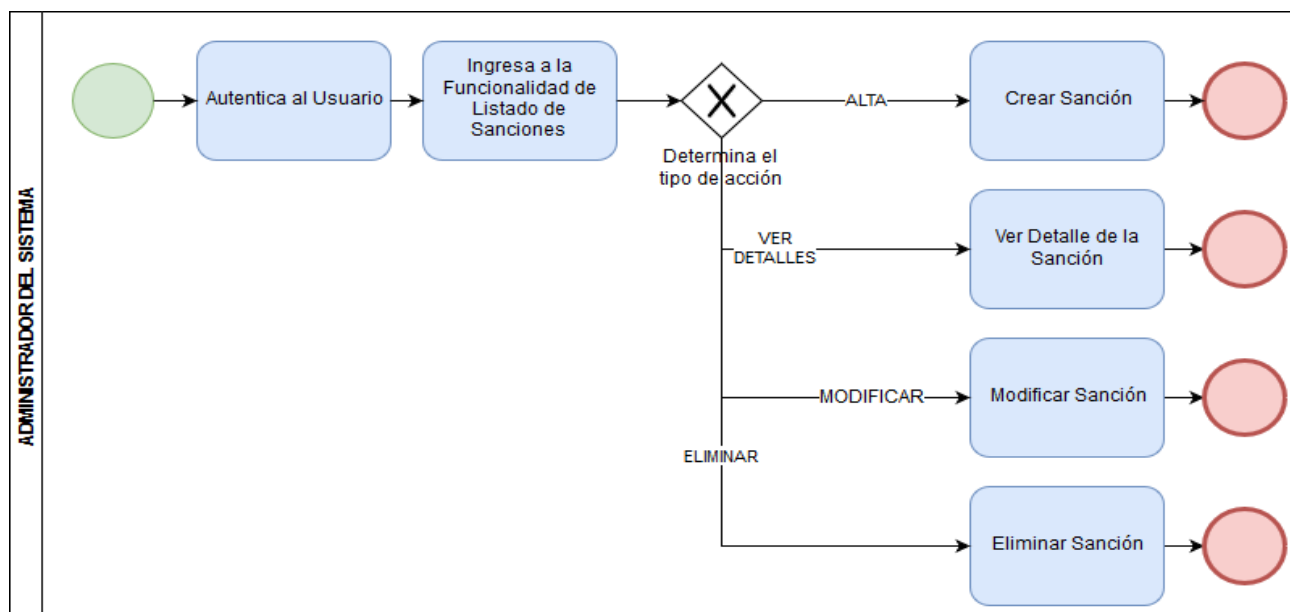 ADMINISTRADOR DEL SISTEMA
Autentica al Usuario
Ingresa a la
Funcionalidad de
Listado de
Sanciones
Determina el
tipo de acción
ALTA
Crear Sanción
VER
DETALLES
Ver Detalle de la
Sanción
MODIFICAR
Modificar Sanción
ELIMINAR
Eliminar Sanción